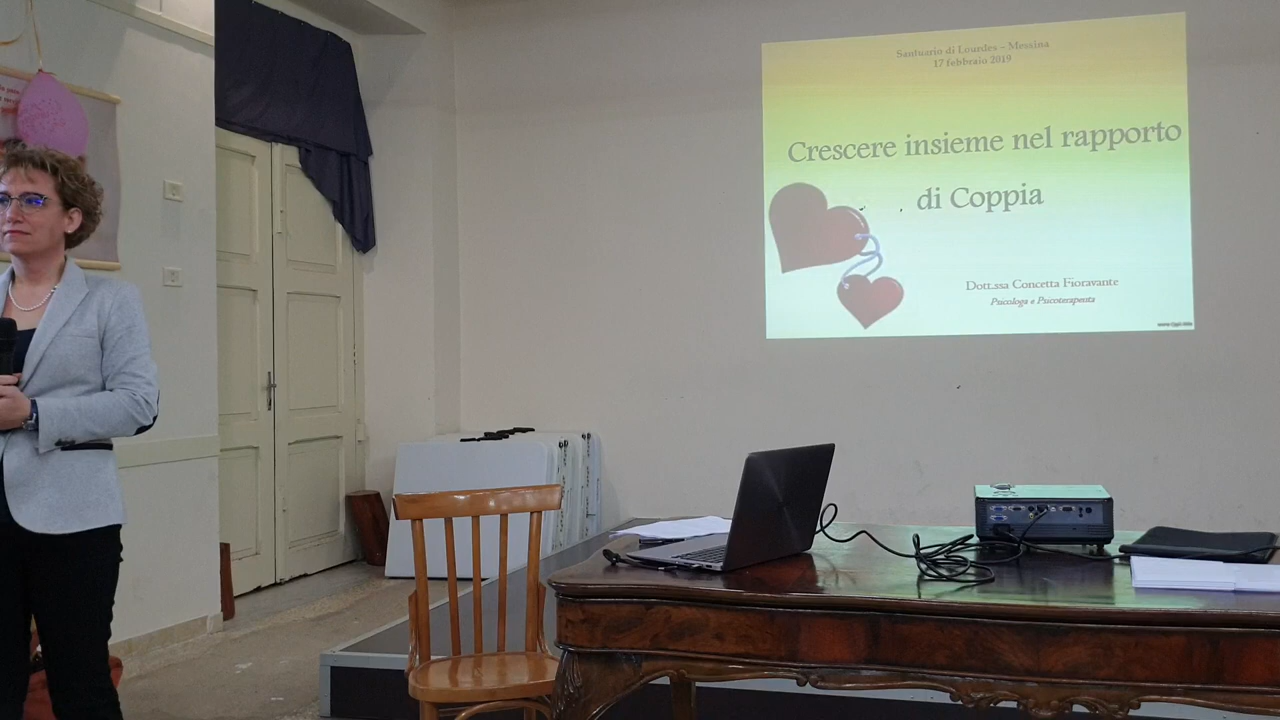 Santuario di Lourdes – Messina
17 febbraio 2019
Crescere insieme nel rapporto
di Coppia
Dott.ssa Concetta Fioravante
Psicologa e Psicoterapeuta